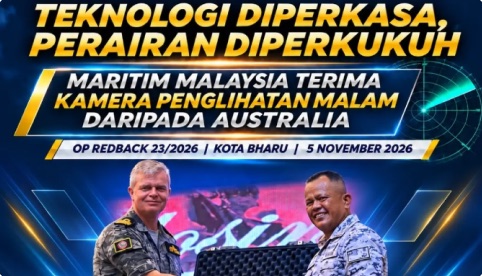 TEKNOLOGI DIPERKASA,
PERAIRAN DIPERKUKUH
MARITIM MALAYSIA TERIMA
KAMERA PENGLIHATAN MALAM
DARIPADA AUSTRALIA
OP REDBACK 23/2026 | KOTA BHARU | 5 NOVEMBER 2026